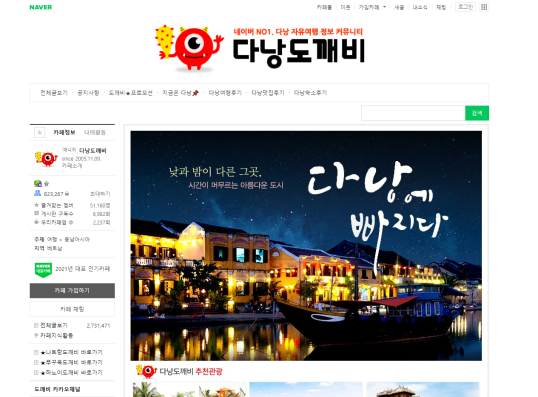 NAVER
카페홈 이웃 가입카페 새글 내소식 채팅 로그인
네이버 NO1, 다낭 자유여행 정보 커뮤니티
다낭도깨비
전체글보기 · 공지사항 · 도깨비★프로모션 · 지금은 다낭📌 · 다낭여행후기 · 다낭맛집후기 · 다낭숙소후기
검색
카페정보 나의활동
매니저 다낭도깨비
since 2005.11.09.
카페소개
숲
823,287 초대하기
즐겨찾는 멤버 51,160명
게시판 구독수 6,982회
우리카페앱 수 2,237회
주제 여행 > 동남아시아
지역 베트남
NAVER 대표카페 2021년 대표 인기카페
카페 가입하기
카페 채팅
전체글보기 2,731,471
카페지식활동
★나트랑도깨비 바로가기
★푸꾸옥도깨비 바로가기
★하노이도깨비 바로가기
도깨비 카카오채널
낮과 밤이 다른 그곳,
시간이 머무르는 아름다운 도시
다낭에
빠지다
다낭도깨비 추천관광